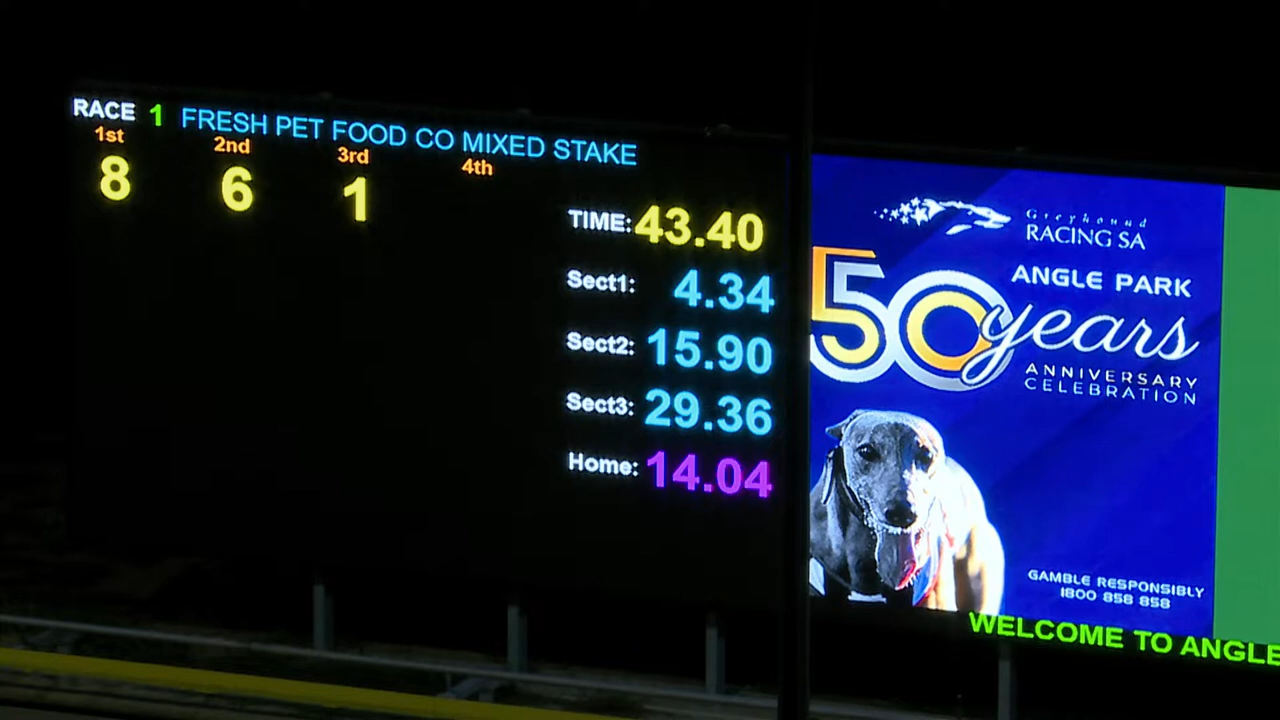 RACE 1 FRESH PET FOOD CO MIXED STAKE
1st 2nd 3rd 4th
8 6 1
TIME: 43.40
Sect1: 4.34
Sect2: 15.90
Sect3: 29.36
Home: 14.04
Greyhound
RACING SA
ANGLE PARK
50 years
ANNIVERSARY
CELEBRATION
GAMBLE RESPONSIBLY
1800 858 858
WELCOME TO ANGLE